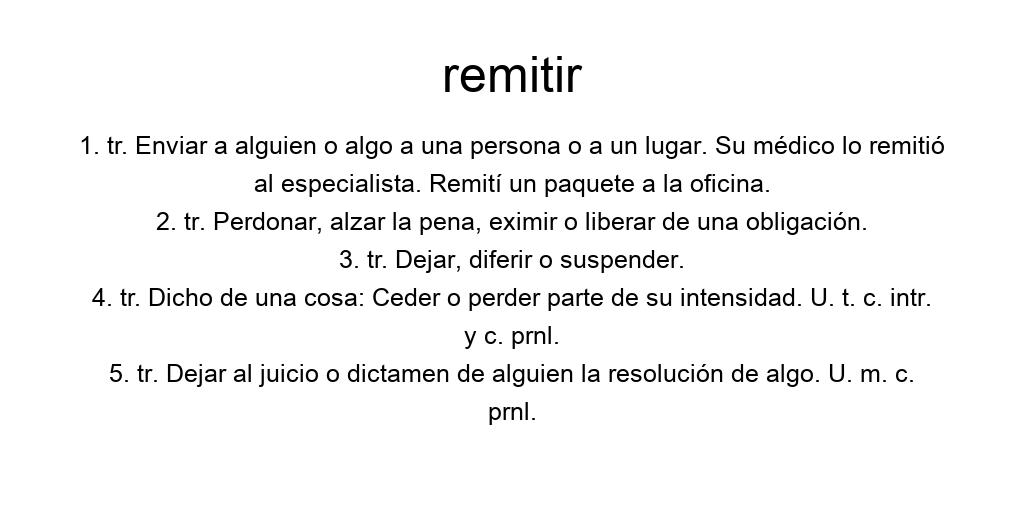 remitir
1. tr. Enviar a alguien o algo a una persona o a un lugar. Su médico lo remitió
al especialista. Remití un paquete a la oficina.
2. tr. Perdonar, alzar la pena, eximir o liberar de una obligación.
3. tr. Dejar, diferir o suspender.
4. tr. Dicho de una cosa: Ceder o perder parte de su intensidad. U. t. c. intr.
y c. prnl.
5. tr. Dejar al juicio o dictamen de alguien la resolución de algo. U. m. c.
prnl.